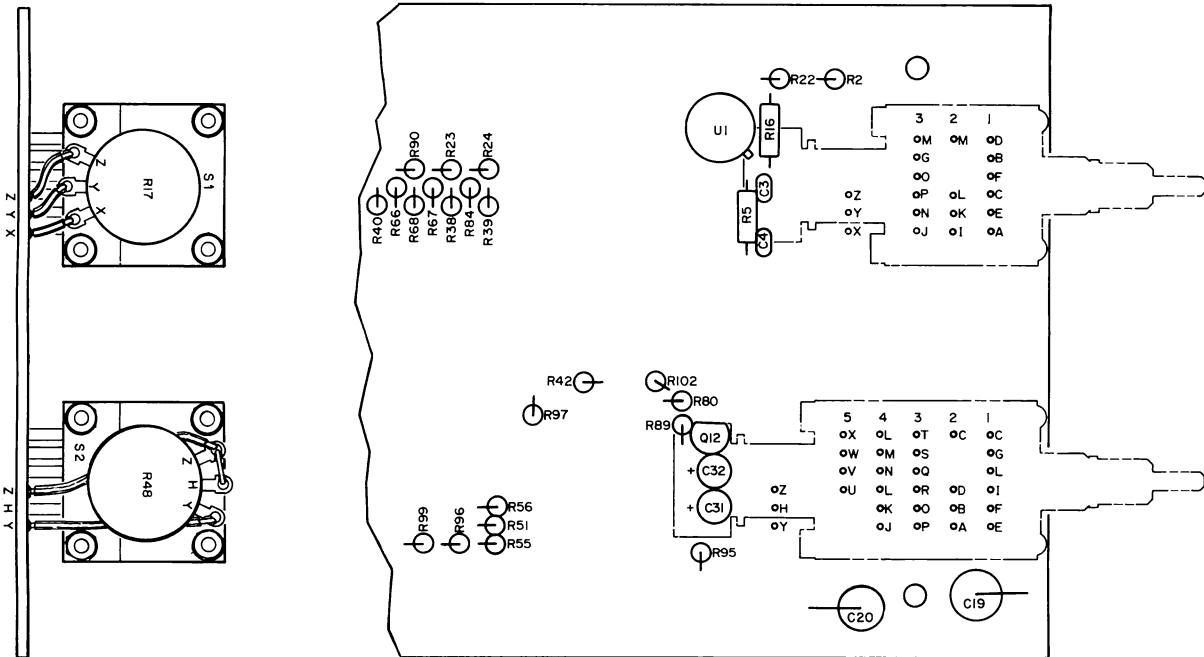 S1
Z
Y
X
R17
Z Y X
S2
Z
H
Y
R48
Z H Y
R22
R2
U1
R16
C3
R5
C4
R90
R23
R24
R40
R66
R68
R67
R38
R84
R39
3 2 1
M M D
G B
O F
P L C
N K E
J I A
Z
Y
X
R42
R102
R97
R80
R89
Q12
+ C32
+ C31
R56
R51
R55
R99
R96
R95
5 4 3 2 1
X L T C C
W M S G
V N Q L
U L R D I
K O B F
J P A E
Z
H
Y
C20
C19